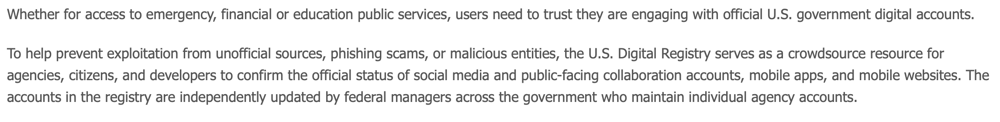 Whether for access to emergency, financial or education public services, users need to trust they are engaging with official U.S. government digital accounts.
To help prevent exploitation from unofficial sources, phishing scams, or malicious entities, the U.S. Digital Registry serves as a crowdsource resource for
agencies, citizens, and developers to confirm the official status of social media and public-facing collaboration accounts, mobile apps, and mobile websites. The
accounts in the registry are independently updated by federal managers across the government who maintain individual agency accounts.